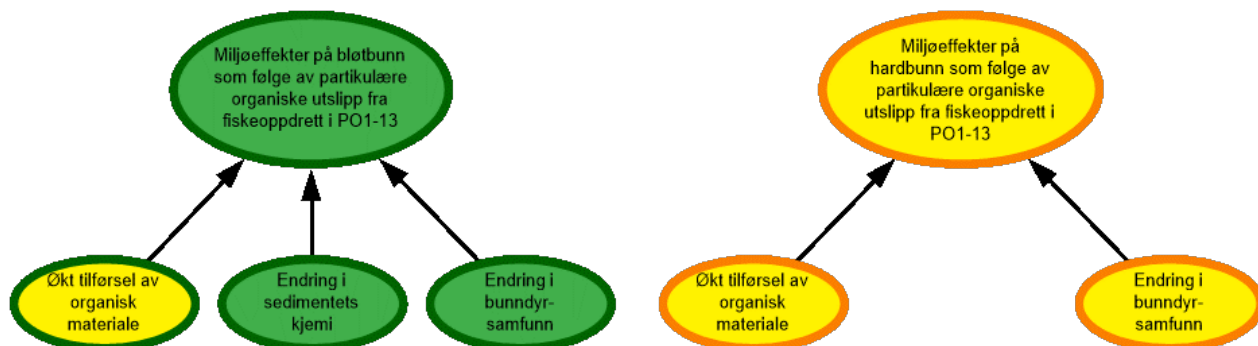 Miljøeffekter på bløtbunn
som følge av partikulære
organiske utslipp fra
fiskeoppdrett i PO1-13
Miljøeffekter på
hardbunn som følge av
partikulære organiske
utslipp fra fiskeoppdrett i
PO1-13
Økt tilførsel av
organisk
materiale
Endring i
sedimentets
kjemi
Endring i
bunndyr-
samfunn
Økt tilførsel av
organisk
materiale
Endring i
bunndyr-
samfunn